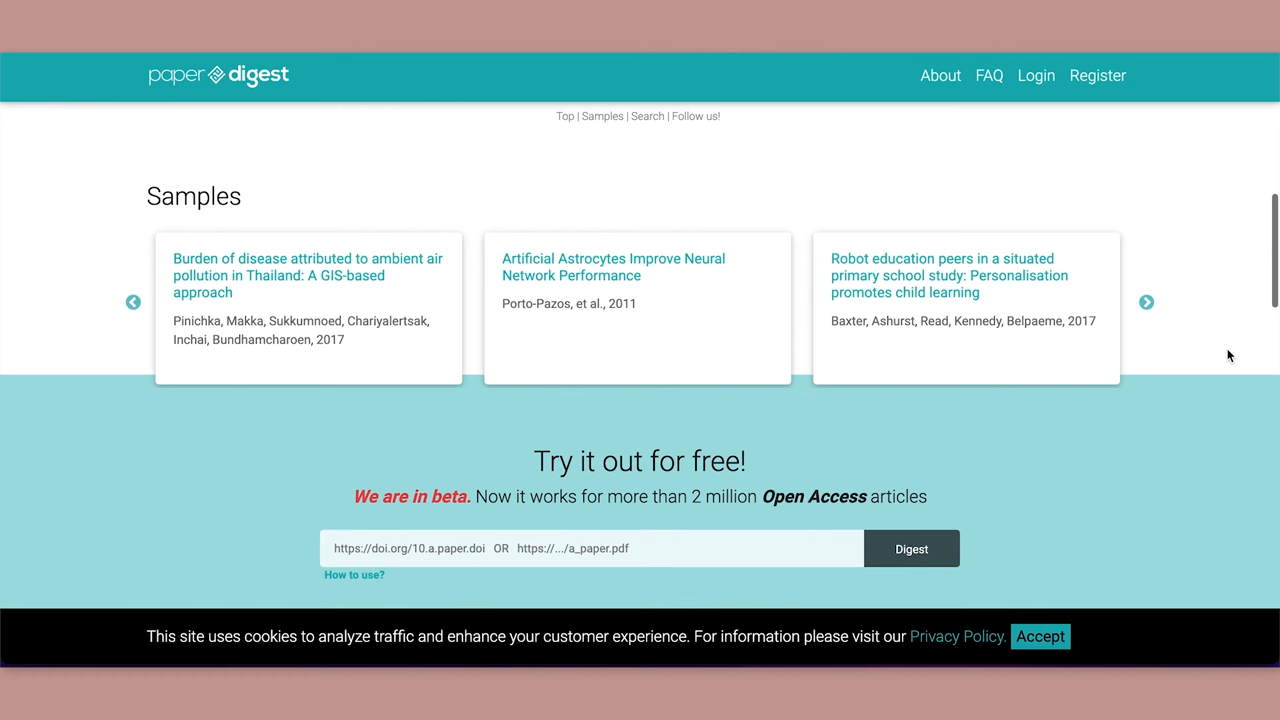 paper digest
About FAQ Login Register
Top | Samples | Search | Follow us!
Samples
Burden of disease attributed to ambient air
pollution in Thailand: A GIS-based
approach
Pinichka, Makka, Sukkumnoed, Chariyalertsak,
Inchai, Bundhamcharoen, 2017
Artificial Astrocytes Improve Neural
Network Performance
Porto-Pazos, et al., 2011
Robot education peers in a situated
primary school study: Personalisation
promotes child learning
Baxter, Ashurst, Read, Kennedy, Belpaeme, 2017
Try it out for free!
We are in beta. Now it works for more than 2 million Open Access articles
https://doi.org/10.a.paper.doi OR https://.../a_paper.pdf
Digest
How to use?
This site uses cookies to analyze traffic and enhance your customer experience. For information please visit our Privacy Policy. Accept